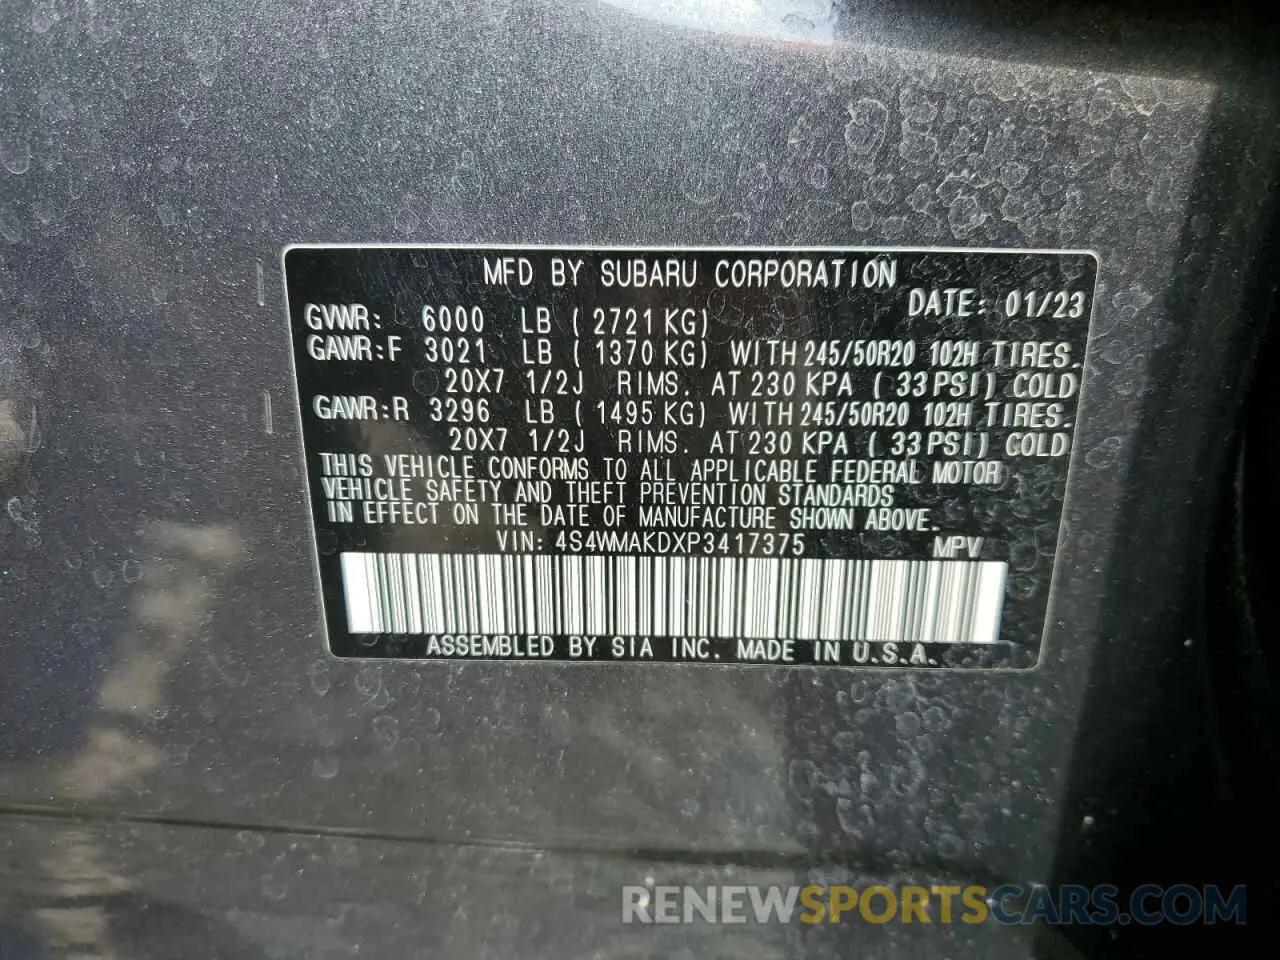 MFD BY SUBARU CORPORATION
DATE: 01/23
GVWR: 6000 LB ( 2721 KG)
GAWR:F 3021 LB ( 1370 KG) WITH 245/50R20 102H TIRES.
20X7 1/2J RIMS. AT 230 KPA ( 33 PSI) COLD
GAWR:R 3296 LB ( 1495 KG) WITH 245/50R20 102H TIRES.
20X7 1/2J RIMS. AT 230 KPA ( 33 PSI) COLD
THIS VEHICLE CONFORMS TO ALL APPLICABLE FEDERAL MOTOR
VEHICLE SAFETY AND THEFT PREVENTION STANDARDS
IN EFFECT ON THE DATE OF MANUFACTURE SHOWN ABOVE.
VIN: 4S4WMAKDXP3417375 MPV
ASSEMBLED BY SIA INC. MADE IN U.S.A.
RENEWSPORTSCARS.COM